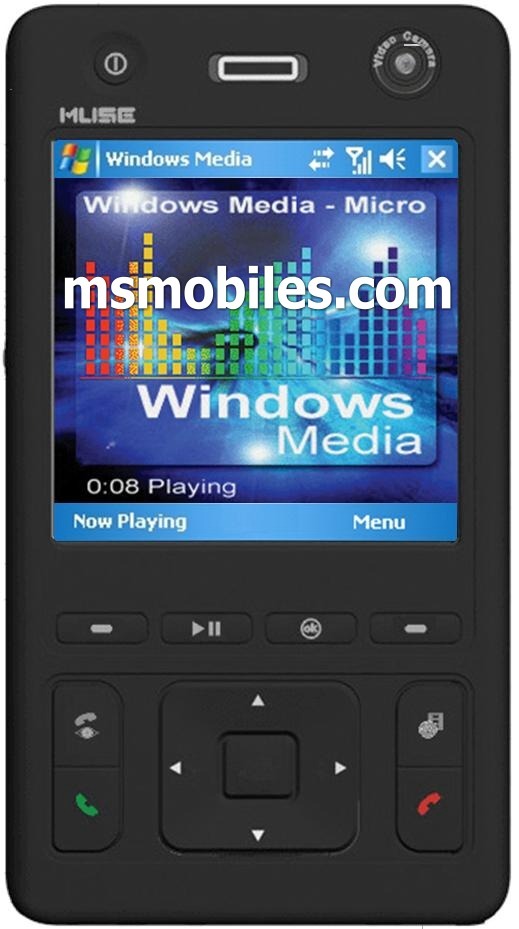 Video Camera
MUSE
Windows Media
Windows Media - Micro
msmobiles.com
Windows
Media
0:08 Playing
Now Playing
Menu
ok